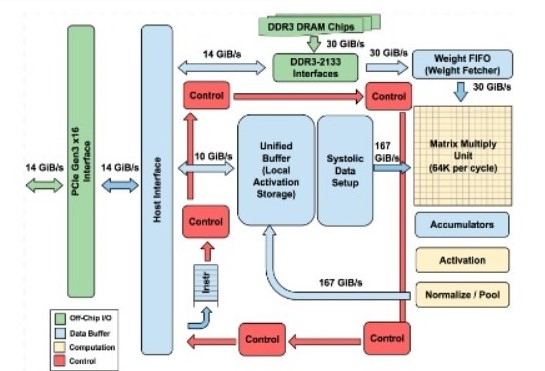 DDR3 DRAM Chips
30 GiB/s
14 GiB/s
DDR3-2133
Interfaces
30 GiB/s
Weight FIFO
(Weight Fetcher)
30 GiB/s
Control
Control
PCIe Gen3 x16
Interface
14 GiB/s
14 GiB/s
Host Interface
10 GiB/s
Unified
Buffer
(Local
Activation
Storage)
Systolic
Data
Setup
167
GiB/s
Matrix Multiply
Unit
(64K per cycle)
Control
Accumulators
Activation
Instr
167 GiB/s
Normalize / Pool
Off-Chip I/O
Data Buffer
Computation
Control
Control
Control